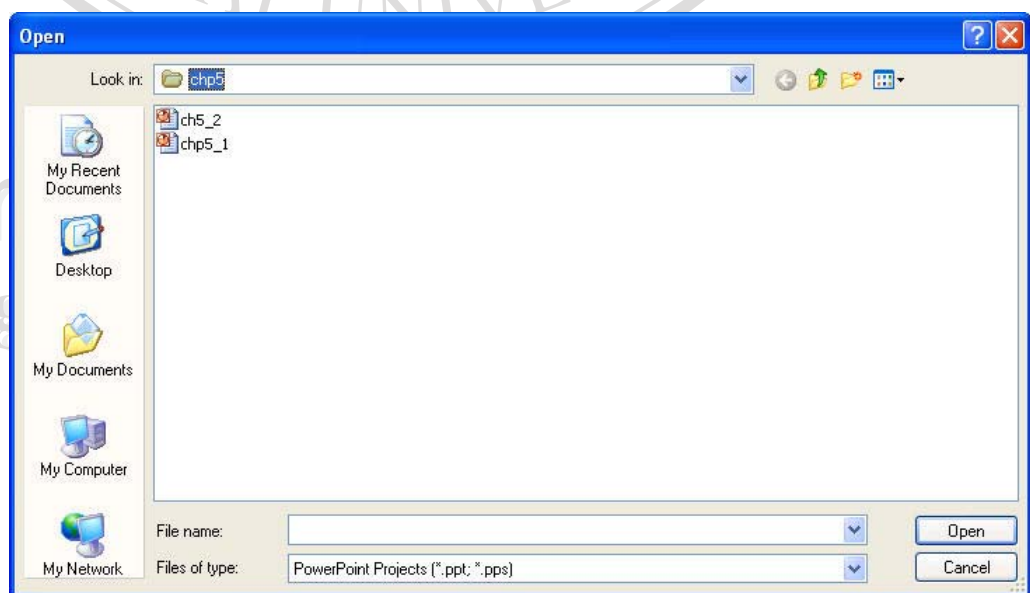 Open
Look in: chp5
ch5_2
chp5_1
My Recent
Documents
Desktop
My Documents
My Computer
My Network
File name:
Open
Files of type: PowerPoint Projects (*.ppt; *.pps)
Cancel